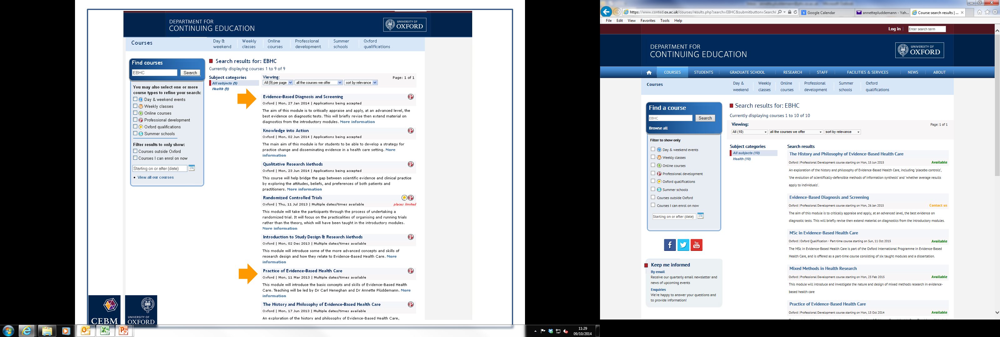 DEPARTMENT FOR
CONTINUING EDUCATION
UNIVERSITY OF
OXFORD
Courses
Day &
weekend
Weekly
classes
Online
courses
Professional
development
Summer
schools
Oxford
qualifications
Find courses
EBHC
Search
You may also select one or more
course types to refine your search:
Day & weekend events
Weekly classes
Online courses
Professional development
Oxford qualifications
Summer schools
Filter results to only show:
Courses outside Oxford
Courses I can enrol on now
Starting on or after (date)
View all our courses
Search results for: EBHC
Currently displaying courses 1 to 9 of 9
Subject categories
All subjects (9)
Health (9)
Viewing:
Page: 1 of 1
All (9) per page
all the courses we offer
sort by relevance
Evidence-Based Diagnosis and Screening
Oxford | Mon, 27 Jan 2014 | Applications being accepted
The aim of this module is to critically appraise and apply, at an advanced level, the
best evidence on diagnostic tests. This will briefly revise then extend material on
diagnostics from the introductory modules. More information
Knowledge into Action
Oxford | Mon, 02 Jun 2014 | Applications being accepted
The main aim of this module is for students to be able to develop a strategy for
practice change and disseminating evidence in a health care setting. More
information
Qualitative Research Methods
Oxford | Mon, 23 Jun 2014 | Applications being accepted
This course will help bridge the gap between scientific evidence and clinical practice
by exploring the attitudes, beliefs, and preferences of both patients and
practitioners. More information
Randomized Controlled Trials
Oxford | Thu, 11 Jul 2013 | Multiple dates/times available
places limited
This module will take the participants through the process of undertaking a
randomized trial. It will focus on the practicalities of organising and running trials
rather than the theory, which will have been taught in the introductory modules.
More information
Introduction to Study Design & Research Methods
Oxford | Mon, 02 Dec 2013 | Multiple dates/times available
This module will introduce some of the more advanced concepts and skills of
research design and how they relate to Evidence-Based Health Care. More
information
Practice of Evidence-Based Health Care
Oxford | Mon, 11 Mar 2013 | Multiple dates/times available
This module will introduce the basic concepts and skills of Evidence-Based Health
Care. Teaching will be led by Dr Carl Heneghan and Dr Annette Plüddemann. More
information
The History and Philosophy of Evidence-Based Health Care
Oxford | Mon, 17 Jun 2013 | Multiple dates/times available
An exploration of the history and philosophy of Evidence-Based Health Care,
CEBM
UNIVERSITY OF
OXFORD
11:29
09/10/2014
https://www.conted.ox.ac.uk/courses/results.php?search=EBHC&submitbutton=Search&
Google Calendar
annettepluddemann - Yah...
Course search results | ...
File Edit View Favorites Tools Help
Log in
Enter search term
DEPARTMENT FOR
CONTINUING EDUCATION
UNIVERSITY OF
OXFORD
COURSES STUDENTS GRADUATE SCHOOL RESEARCH STAFF FACILITIES & SERVICES NEWS ABOUT
Courses
Day &
weekend
Weekly
classes
Online
courses
Professional
development
Summer
schools
Oxford
qualifications
Find a course
EBHC
Search
Browse all
Filter to show only
Day & weekend events
Weekly classes
Online courses
Professional development
Oxford qualifications
Summer schools
Courses outside Oxford
Courses I can enrol on now
Starting on or after (date)
You
Tube
Keep me informed
By email
Receive our quarterly email newsletter and
news of upcoming events
Enquiries
We're happy to answer your questions and
to provide information!
Search results for: EBHC
Currently displaying courses 1 to 10 of 10
Viewing:
Page: 1 of 1
All (10)
all the courses we offer
sort by relevance
Subject categories
All subjects (10)
Health (10)
Search results
The History and Philosophy of Evidence-Based Health Care
Oxford | Professional Development course starting on Mon, 15 Jun 2015
Available
An exploration of the history and philosophy of Evidence-Based Health Care, including 'placebo controls',
'the evolution of scientifically-defensible methods of information synthesis' and 'whether average results
apply to individuals'.
Evidence-Based Diagnosis and Screening
Oxford | Professional Development course starting on Mon, 26 Jan 2015
Contact us
The aim of this module is to critically appraise and apply, at an advanced level, the best evidence on
diagnostic tests. This will briefly revise then extend material on diagnostics from the introductory modules.
MSc in Evidence-Based Health Care
Oxford | Oxford Qualification - Part-time course starting on Sun, 11 Oct 2015
Available
The MSc in Evidence-Based Health Care is part of the Oxford International Programme in Evidence-Based
Health Care, and is offered as a part-time course consisting of six taught modules and a dissertation.
Mixed Methods in Health Research
Oxford | Professional Development course starting on Mon, 23 Feb 2015
Available
This module will introduce and investigate the nature and design of mixed methods research in evidence-
based health care
Practice of Evidence-Based Health Care
Oxford | Professional Development course starting on Mon, 13 Oct 2014
Available